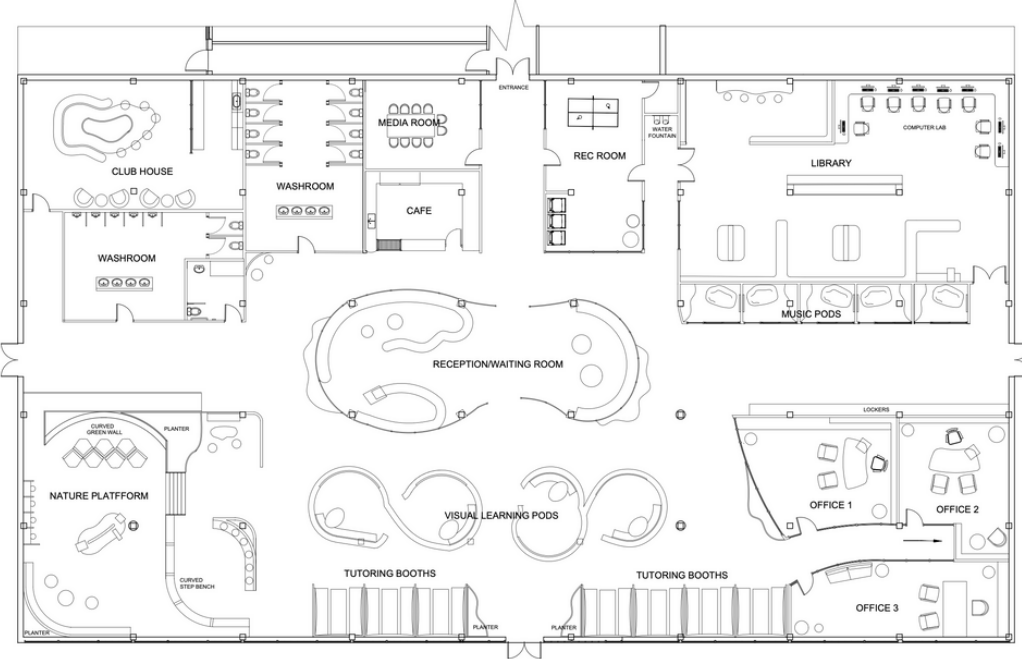 ENTRANCE
MEDIA ROOM
WATER
FOUNTAIN
COMPUTER LAB
REC ROOM
LIBRARY
CLUB HOUSE
WASHROOM
CAFE
WASHROOM
MUSIC PODS
RECEPTION/WAITING ROOM
LOCKERS
CURVED
GREEN WALL
PLANTER
NATURE PLATFFORM
OFFICE 1
OFFICE 2
VISUAL LEARNING PODS
TUTORING BOOTHS
TUTORING BOOTHS
CURVED
STEP BENCH
OFFICE 3
PLANTER
PLANTER
PLANTER